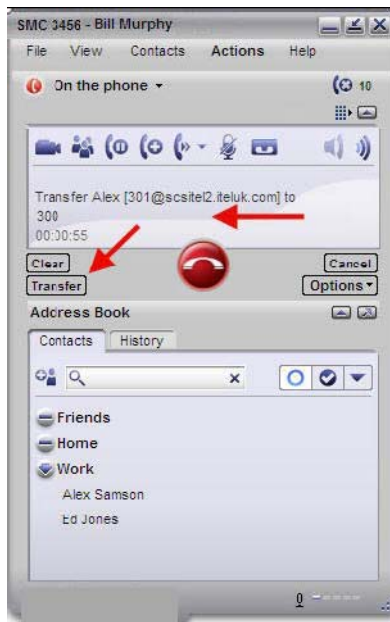 SMC 3456 - Bill Murphy
File View Contacts Actions Help
On the phone
10
Transfer Alex [301@scsitel2.iteluk.com] to
300
00:00:55
Clear Cancel
Transfer Options
Address Book
Contacts History
Friends
Home
Work
Alex Samson
Ed Jones
0